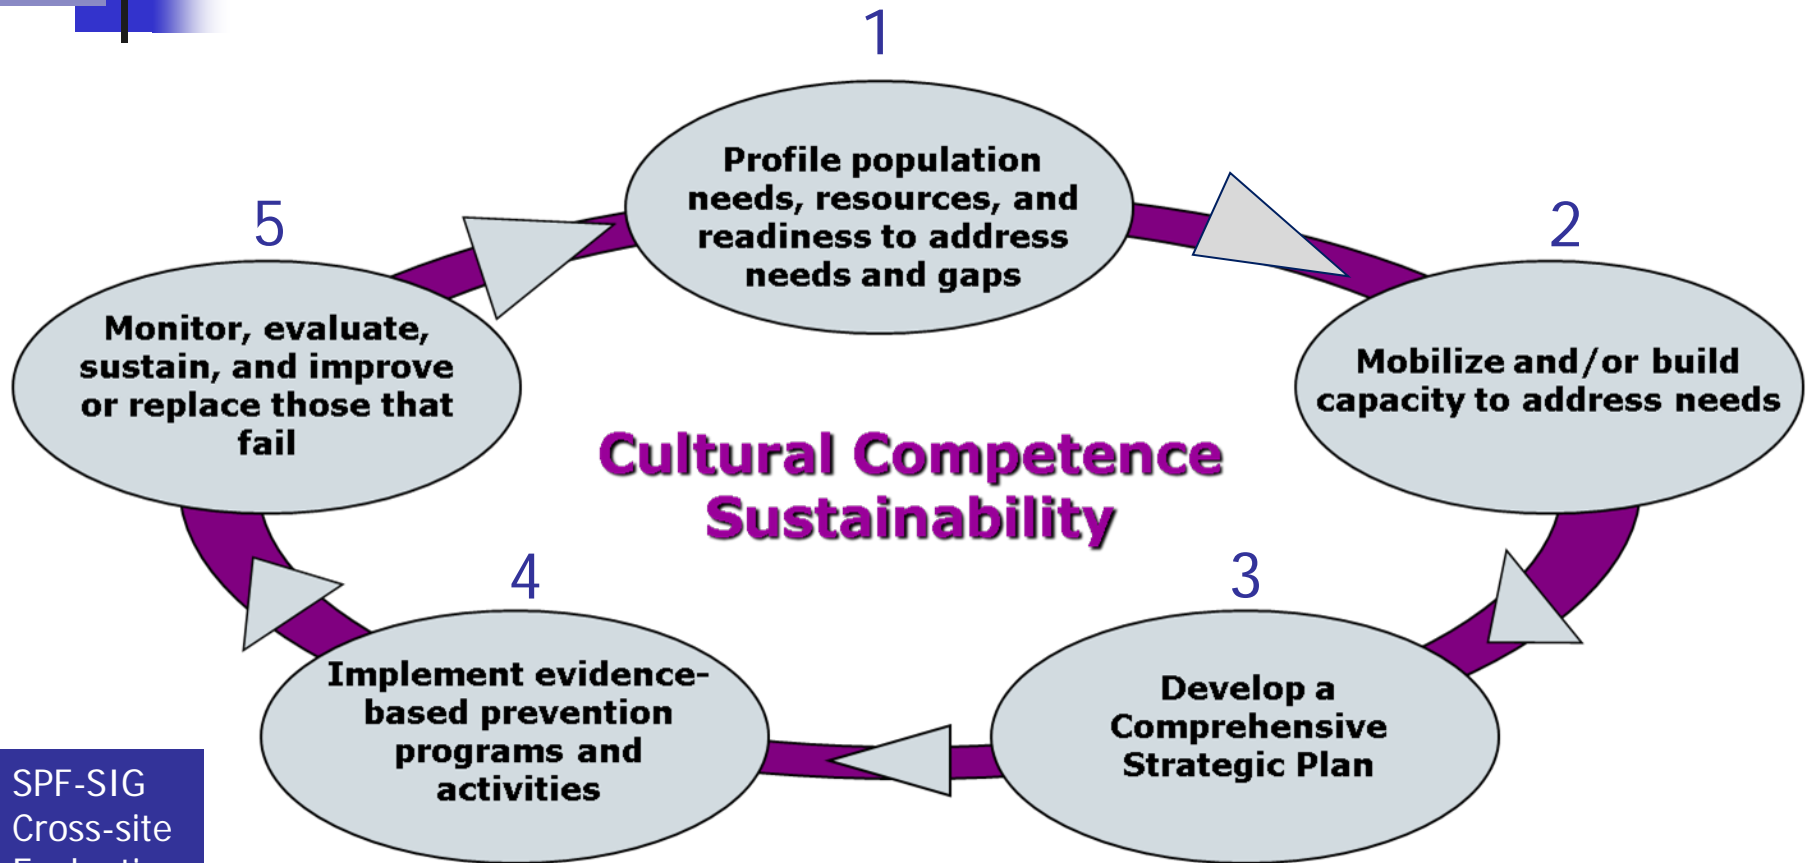 1
Profile population
needs, resources, and
readiness to address
needs and gaps
2
Mobilize and/or build
capacity to address needs
3
Develop a
Comprehensive
Strategic Plan
4
Implement evidence-
based prevention
programs and
activities
5
Monitor, evaluate,
sustain, and improve
or replace those that
fail
Cultural Competence
Sustainability
SPF-SIG
Cross-site